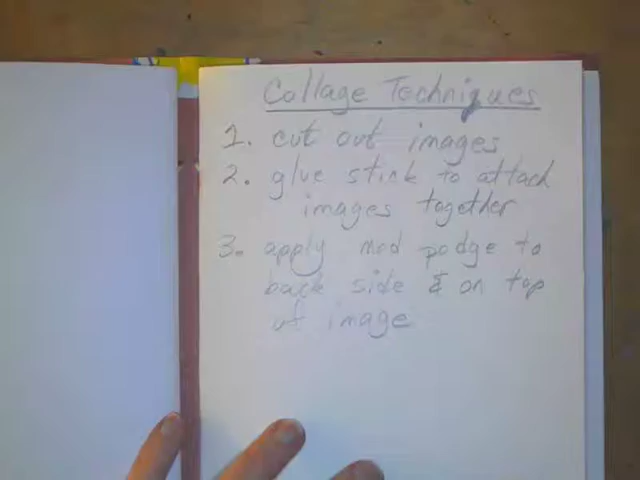 Collage Techniques
1. cut out images
2. glue stick to attach
images together
3. apply mod podge to
back side & on top
of image